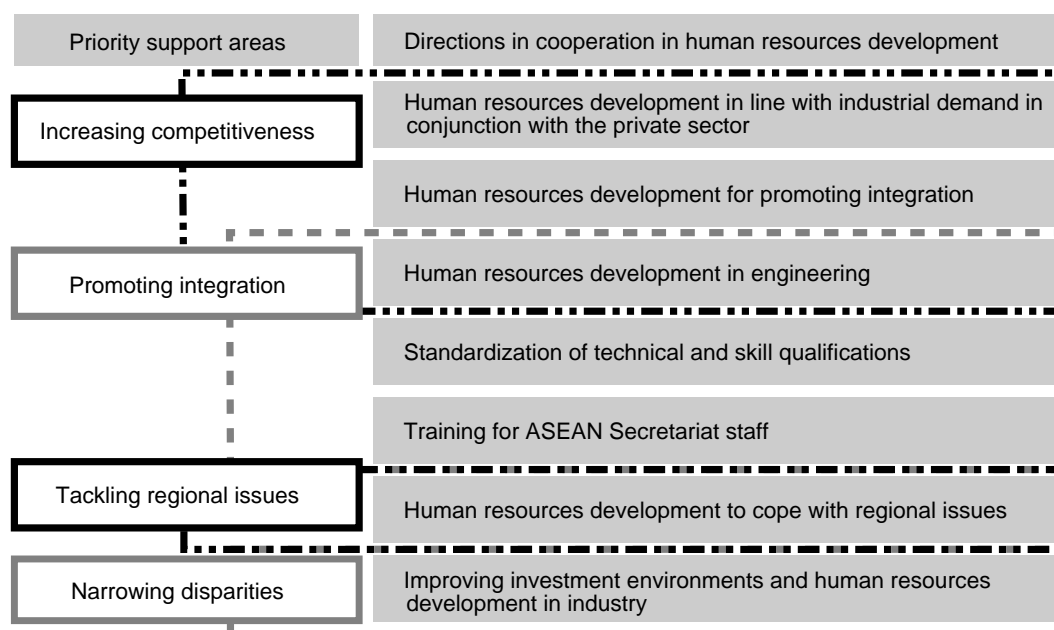 Priority support areas
Directions in cooperation in human resources development
Increasing competitiveness
Human resources development in line with industrial demand in
conjunction with the private sector
Human resources development for promoting integration
Promoting integration
Human resources development in engineering
Standardization of technical and skill qualifications
Training for ASEAN Secretariat staff
Tackling regional issues
Human resources development to cope with regional issues
Narrowing disparities
Improving investment environments and human resources
development in industry